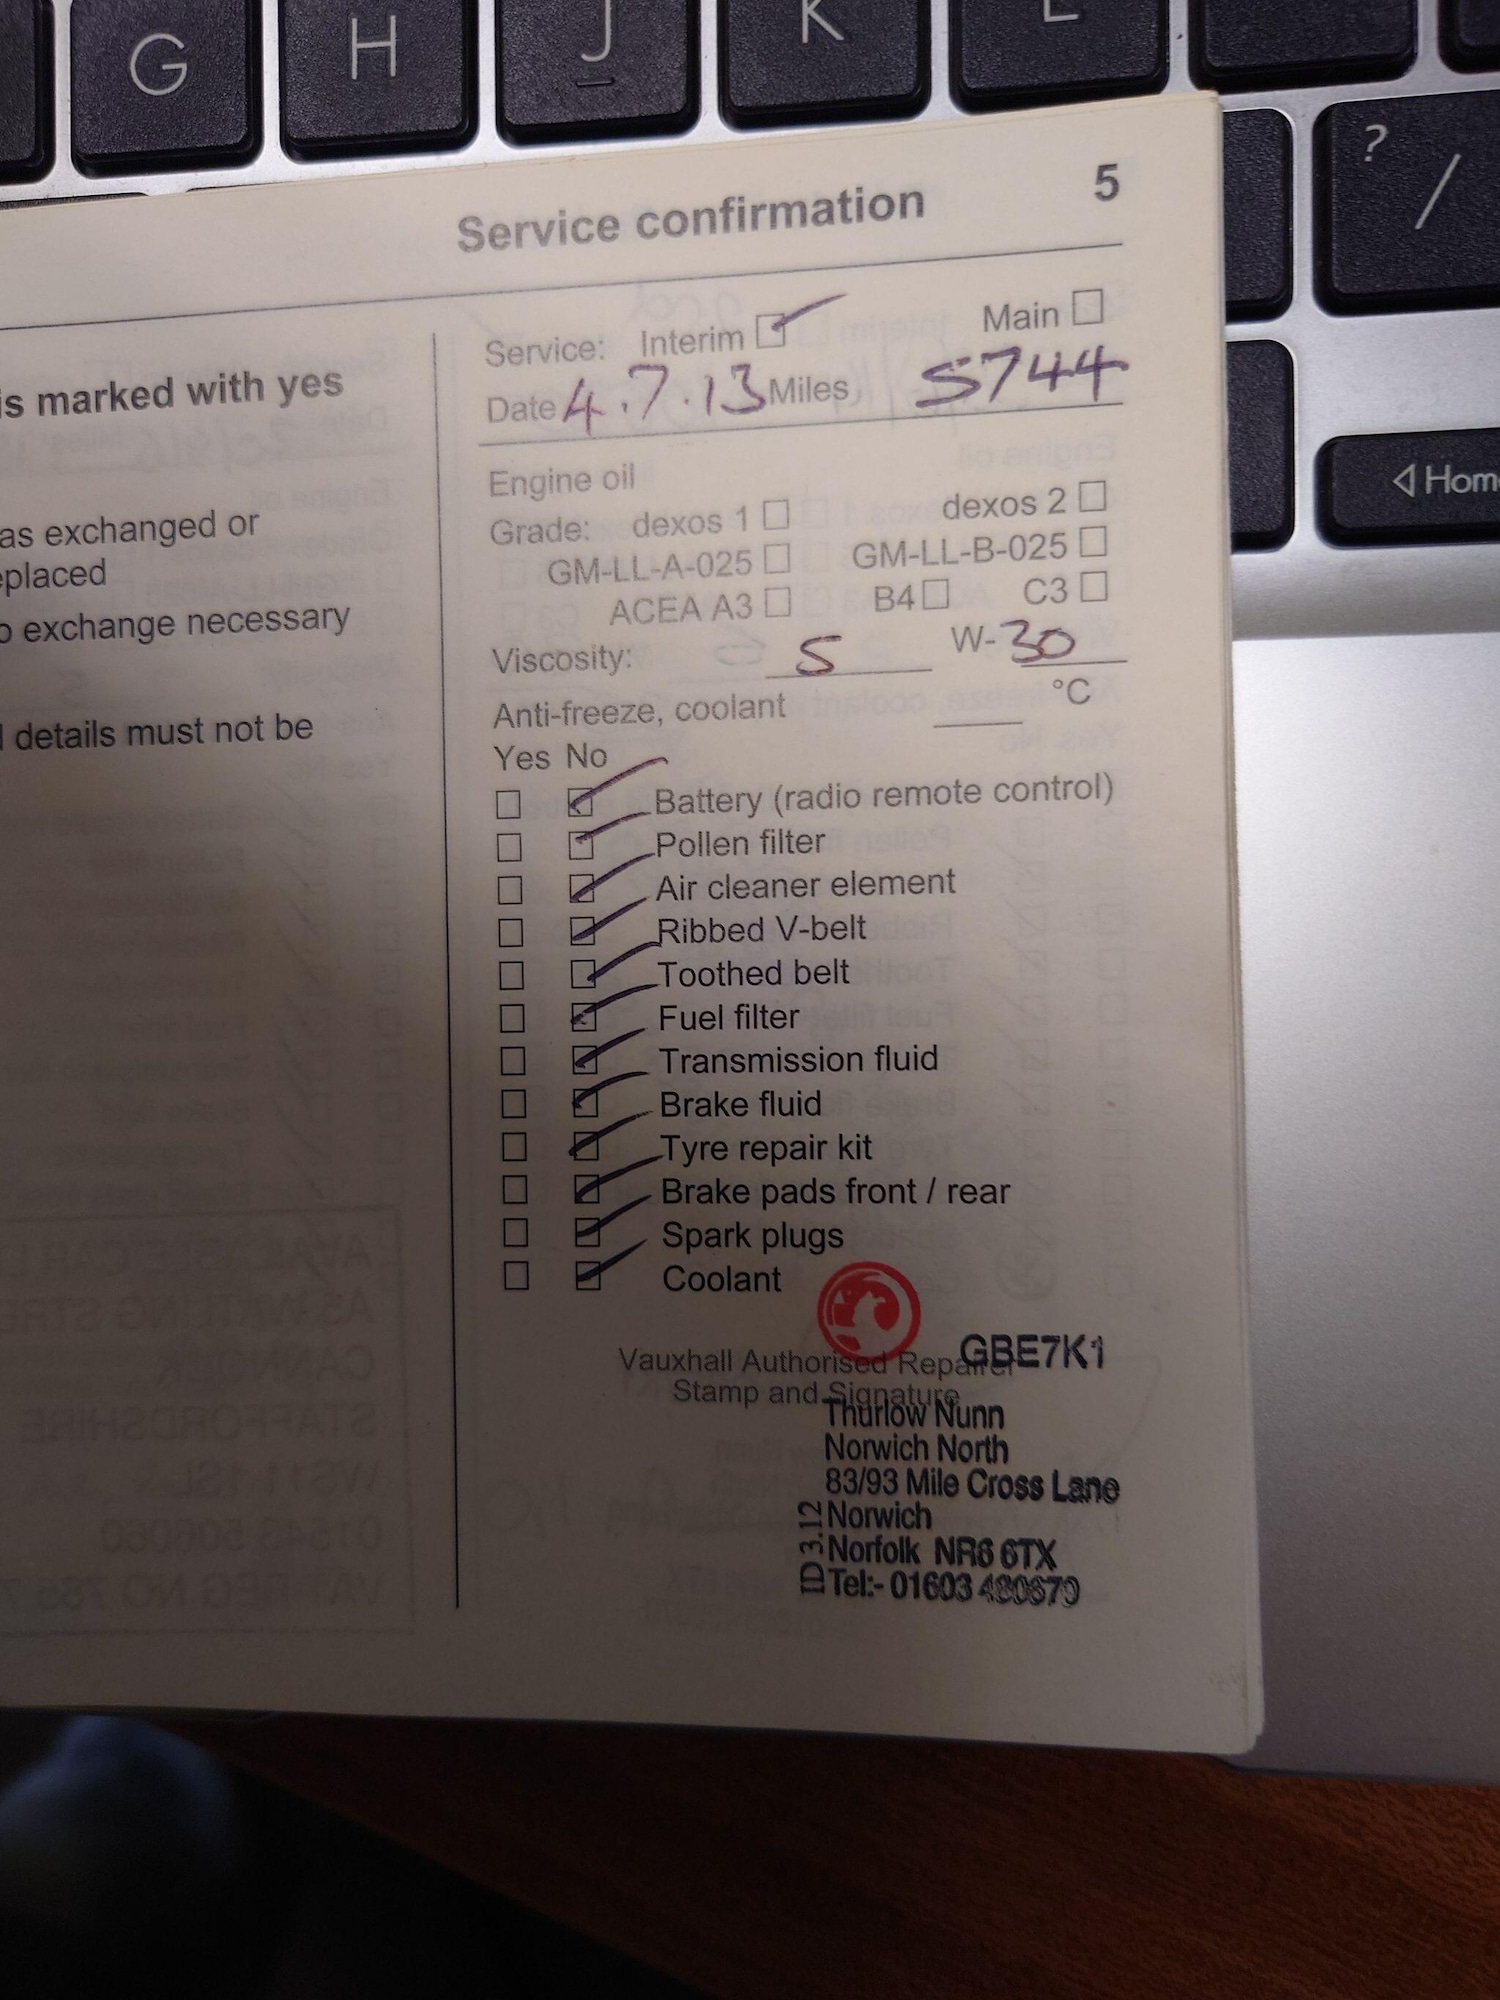 G H J K L
? /
Home
Service confirmation 5
is marked with yes
as exchanged or
eplaced
o exchange necessary
details must not be
Service: Interim Main
Date 4.7.13 Miles 5744
Engine oil
Grade: dexos 1 dexos 2
GM-LL-A-025 GM-LL-B-025
ACEA A3 B4 C3
Viscosity: 5 W-30
Anti-freeze, coolant °C
Yes No
Battery (radio remote control)
Pollen filter
Air cleaner element
Ribbed V-belt
Toothed belt
Fuel filter
Transmission fluid
Brake fluid
Tyre repair kit
Brake pads front / rear
Spark plugs
Coolant
GBE7K1
Vauxhall Authorised Repairer
Stamp and Signature
Thurlow Nunn
Norwich North
83/93 Mile Cross Lane
Norwich
Norfolk NR6 6TX
Tel:- 01603 480679
ID 3.12